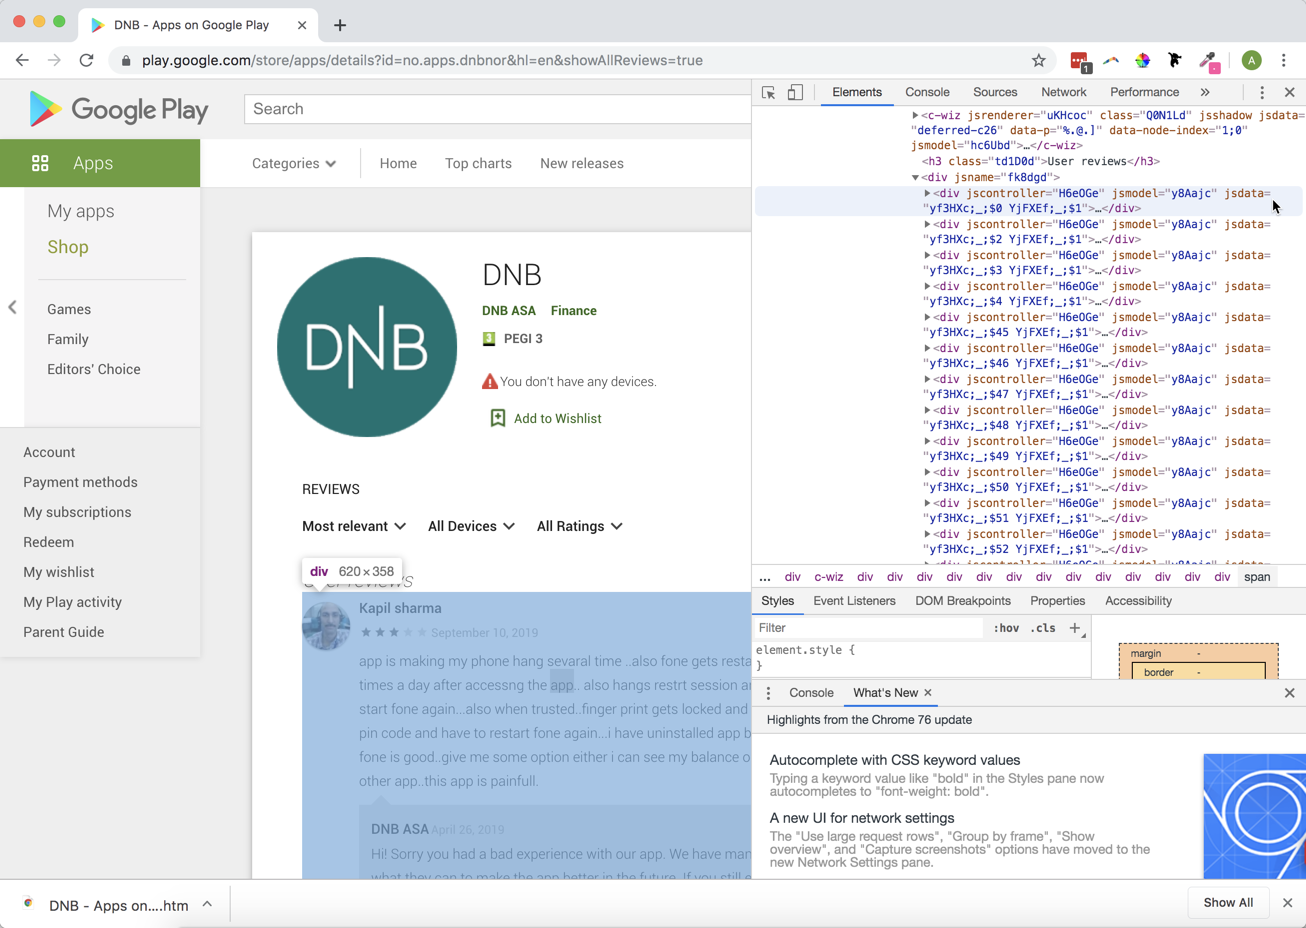 DNB - Apps on Google Play
play.google.com/store/apps/details?id=no.apps.dnbnor&hl=en&showAllReviews=true
1
A
Google Play
Search
Apps
Categories
Home
Top charts
New releases
My apps
Shop
Games
Family
Editors' Choice
Account
Payment methods
My subscriptions
Redeem
My wishlist
My Play activity
Parent Guide
DNB
DNB
DNB ASA Finance
3 PEGI 3
You don't have any devices.
Add to Wishlist
REVIEWS
Most relevant
All Devices
All Ratings
div 620 × 358
User reviews
Kapil sharma
September 10, 2019
app is making my phone hang sevaral time ..also fone gets resta
times a day after accessng the app.. also hangs restrt session a
start fone again...also when trusted..finger print gets locked and
pin code and have to restart fone again...i have uninstalled app b
fone is good..give me some option either i can see my balance o
other app..this app is painfull.
DNB ASA April 26, 2019
Hi! Sorry you had a bad experience with our app. We have man
what they can to make the app better in the future. If you still e
Elements Console Sources Network Performance »
<c-wiz jsrenderer="uKHcoc" class="Q0N1Ld" jsshadow jsdata=
"deferred-c26" data-p="%.@.]" data-node-index="1;0"
jsmodel="hc6Ubd">…</c-wiz>
<h3 class="td1D0d">User reviews</h3>
<div jsname="fk8dgd">
<div jscontroller="H6eOGe" jsmodel="y8Aajc" jsdata=
"yf3HXc;_;$0 YjFXEf;_;$1">…</div>
<div jscontroller="H6eOGe" jsmodel="y8Aajc" jsdata=
"yf3HXc;_;$2 YjFXEf;_;$1">…</div>
<div jscontroller="H6eOGe" jsmodel="y8Aajc" jsdata=
"yf3HXc;_;$3 YjFXEf;_;$1">…</div>
<div jscontroller="H6eOGe" jsmodel="y8Aajc" jsdata=
"yf3HXc;_;$4 YjFXEf;_;$1">…</div>
<div jscontroller="H6eOGe" jsmodel="y8Aajc" jsdata=
"yf3HXc;_;$45 YjFXEf;_;$1">…</div>
<div jscontroller="H6eOGe" jsmodel="y8Aajc" jsdata=
"yf3HXc;_;$46 YjFXEf;_;$1">…</div>
<div jscontroller="H6eOGe" jsmodel="y8Aajc" jsdata=
"yf3HXc;_;$47 YjFXEf;_;$1">…</div>
<div jscontroller="H6eOGe" jsmodel="y8Aajc" jsdata=
"yf3HXc;_;$48 YjFXEf;_;$1">…</div>
<div jscontroller="H6eOGe" jsmodel="y8Aajc" jsdata=
"yf3HXc;_;$49 YjFXEf;_;$1">…</div>
<div jscontroller="H6eOGe" jsmodel="y8Aajc" jsdata=
"yf3HXc;_;$50 YjFXEf;_;$1">…</div>
<div jscontroller="H6eOGe" jsmodel="y8Aajc" jsdata=
"yf3HXc;_;$51 YjFXEf;_;$1">…</div>
<div jscontroller="H6eOGe" jsmodel="y8Aajc" jsdata=
"yf3HXc;_;$52 YjFXEf;_;$1">…</div>
... div c-wiz div div div div div div div div div div div div div span
Styles Event Listeners DOM Breakpoints Properties Accessibility
Filter :hov .cls +
element.style {
}
margin -
border -
Console What's New ×
Highlights from the Chrome 76 update
Autocomplete with CSS keyword values
Typing a keyword value like "bold" in the Styles pane now
autocompletes to "font-weight: bold".
A new UI for network settings
The "Use large request rows", "Group by frame", "Show
overview", and "Capture screenshots" options have moved to the
new Network Settings pane.
DNB - Apps on....htm
Show All